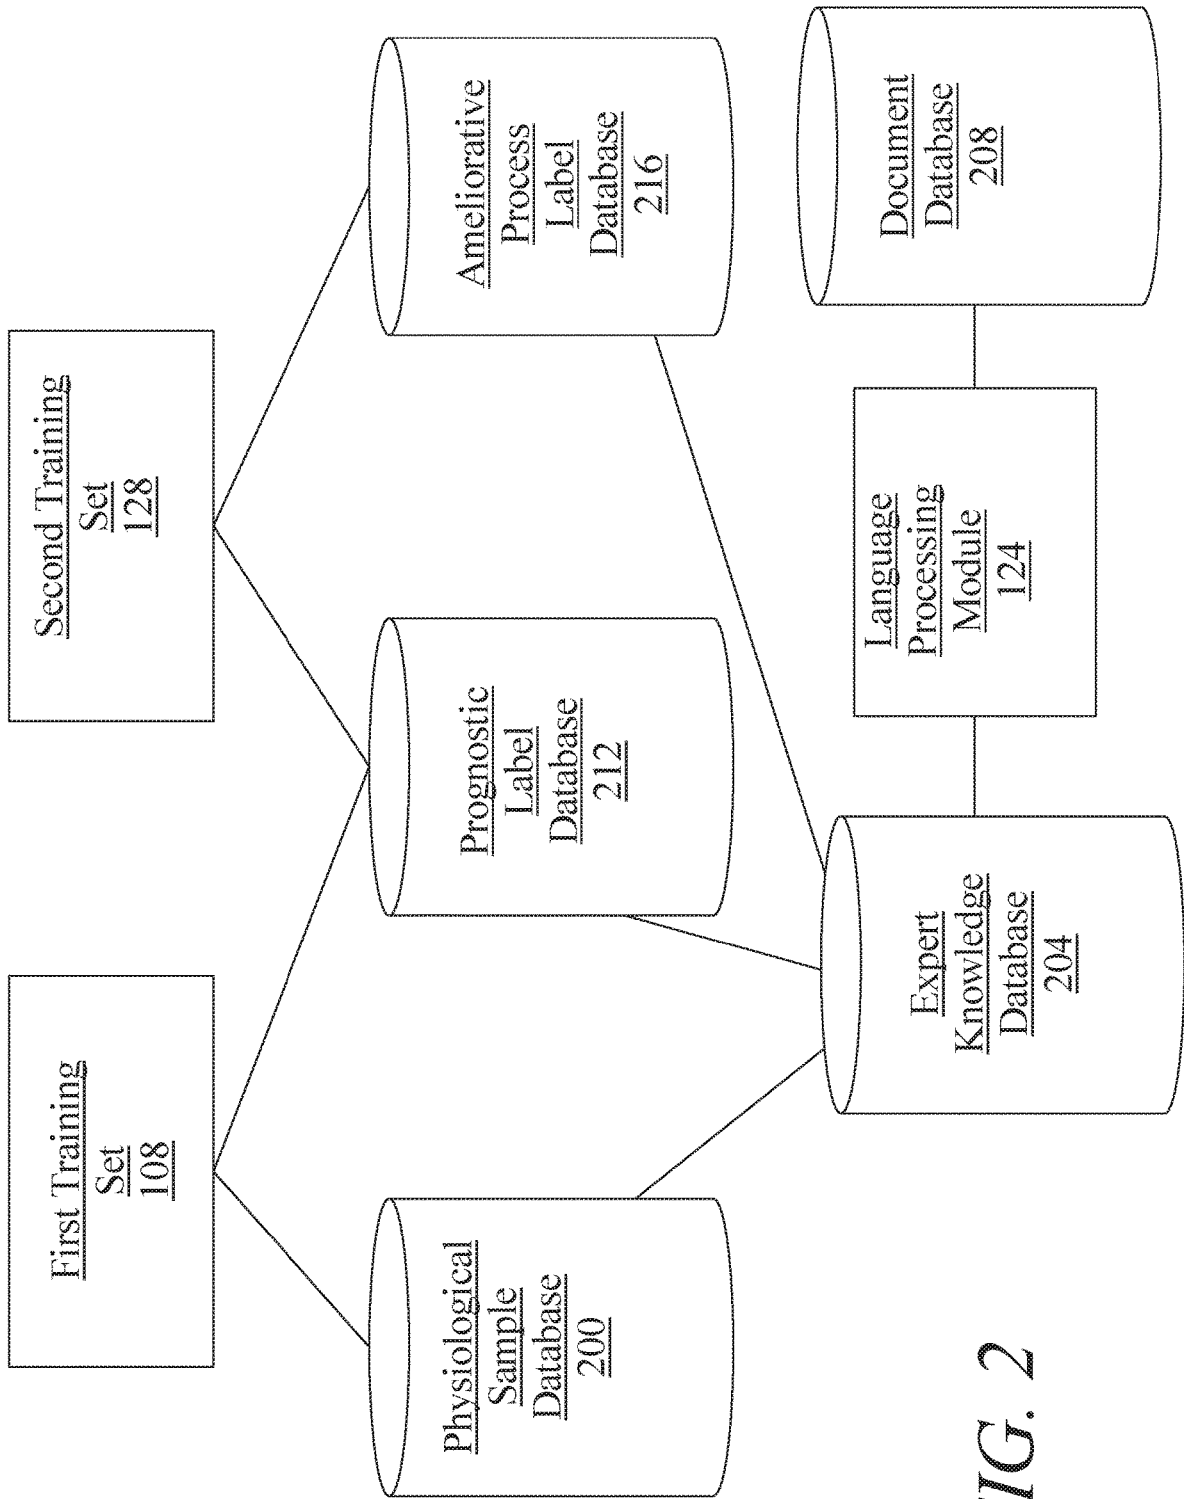 First Training
Set
108
Second Training
Set
128
Physiological
Sample
Database
200
Prognostic
Label
Database
212
Ameliorative
Process
Label
Database
216
Expert
Knowledge
Database
204
Language
Processing
Module
124
Document
Database
208
IG. 2